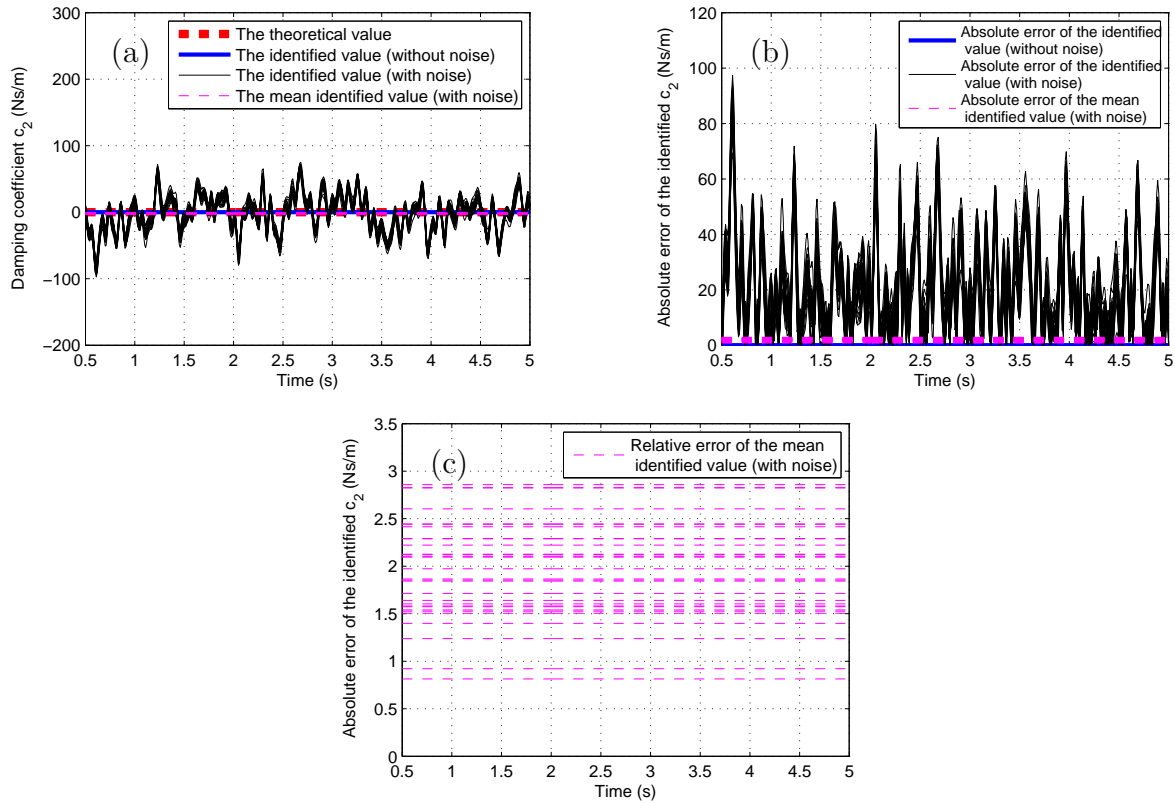 (a)
The theoretical value
The identified value (without noise)
The identified value (with noise)
The mean identified value (with noise)
Damping coefficient c2 (Ns/m)
300
200
100
0
−100
−200
0.5 1 1.5 2 2.5 3 3.5 4 4.5 5
Time (s)
(b)
Absolute error of the identified
value (without noise)
Absolute error of the identified
value (with noise)
Absolute error of the mean
identified value (with noise)
Absolute error of the identified c2 (Ns/m)
120
100
80
60
40
20
0
0.5 1 1.5 2 2.5 3 3.5 4 4.5 5
Time (s)
(c)
Relative error of the mean
identified value (with noise)
Absolute error of the identified c2 (Ns/m)
3.5
3
2.5
2
1.5
1
0.5
0
0.5 1 1.5 2 2.5 3 3.5 4 4.5 5
Time (s)